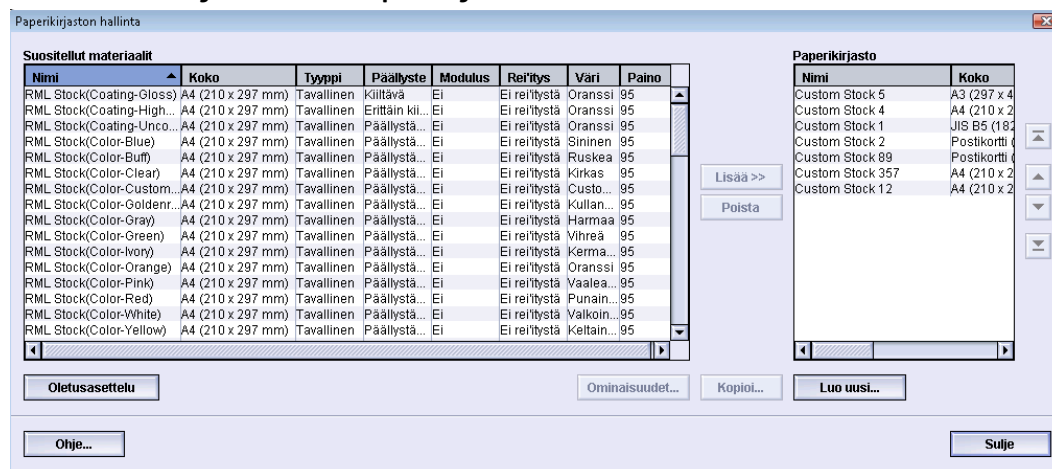 Paperikirjaston hallinta
Suositellut materiaalit
Nimi Koko Tyyppi Päällyste Modulus Rei'itys Väri Paino
RML Stock(Coating-Gloss) A4 (210 x 297 mm) Tavallinen Kiiltävä Ei Ei rei'itystä Oranssi 95
RML Stock(Coating-High... A4 (210 x 297 mm) Tavallinen Erittäin kii... Ei Ei rei'itystä Oranssi 95
RML Stock(Coating-Unco... A4 (210 x 297 mm) Tavallinen Päällystä... Ei Ei rei'itystä Oranssi 95
RML Stock(Color-Blue) A4 (210 x 297 mm) Tavallinen Päällystä... Ei Ei rei'itystä Sininen 95
RML Stock(Color-Buff) A4 (210 x 297 mm) Tavallinen Päällystä... Ei Ei rei'itystä Ruskea 95
RML Stock(Color-Clear) A4 (210 x 297 mm) Tavallinen Päällystä... Ei Ei rei'itystä Kirkas 95
RML Stock(Color-Custom... A4 (210 x 297 mm) Tavallinen Päällystä... Ei Ei rei'itystä Custo... 95
RML Stock(Color-Goldenr... A4 (210 x 297 mm) Tavallinen Päällystä... Ei Ei rei'itystä Kullan... 95
RML Stock(Color-Gray) A4 (210 x 297 mm) Tavallinen Päällystä... Ei Ei rei'itystä Harmaa 95
RML Stock(Color-Green) A4 (210 x 297 mm) Tavallinen Päällystä... Ei Ei rei'itystä Vihreä 95
RML Stock(Color-Ivory) A4 (210 x 297 mm) Tavallinen Päällystä... Ei Ei rei'itystä Kerma... 95
RML Stock(Color-Orange) A4 (210 x 297 mm) Tavallinen Päällystä... Ei Ei rei'itystä Oranssi 95
RML Stock(Color-Pink) A4 (210 x 297 mm) Tavallinen Päällystä... Ei Ei rei'itystä Vaalea... 95
RML Stock(Color-Red) A4 (210 x 297 mm) Tavallinen Päällystä... Ei Ei rei'itystä Punain... 95
RML Stock(Color-White) A4 (210 x 297 mm) Tavallinen Päällystä... Ei Ei rei'itystä Valkoin... 95
RML Stock(Color-Yellow) A4 (210 x 297 mm) Tavallinen Päällystä... Ei Ei rei'itystä Keltain... 95
Lisää >>
Poista
Paperikirjasto
Nimi Koko
Custom Stock 5 A3 (297 x 4
Custom Stock 4 A4 (210 x 2
Custom Stock 1 JIS B5 (182
Custom Stock 2 Postikortti (
Custom Stock 89 Postikortti (
Custom Stock 357 A4 (210 x 2
Custom Stock 12 A4 (210 x 2
Oletusasettelu Ominaisuudet... Kopioi... Luo uusi...
Ohje... Sulje